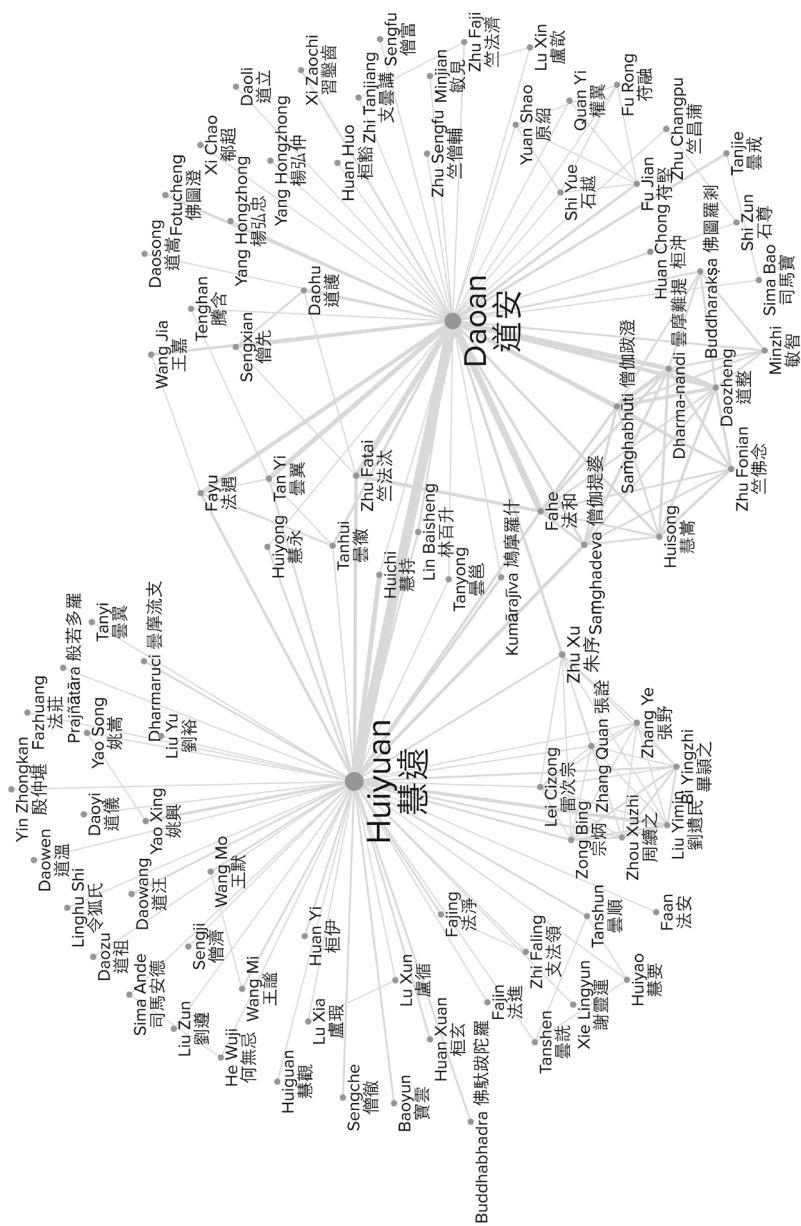 Yin Zhongkan
殷仲堪
Fazhuang
法莊
Prajñātāra 般若多羅
Tanyi
曇翼
Daowen
道溫
Yao Song
姚嵩
Dharmaruci 曇摩流支
Linghu Shi
令狐氏
Daoyi
道儀
Liu Yu
劉裕
Daozu
道祖
Daowang
道汪
Yao Xing
姚興
Sima Ande
司馬安德
Sengji
僧濟
Wang Mo
王默
Liu Zun
劉遵
He Wuji
何無忌
Wang Mi
王謐
Huiguan
慧觀
Huan Yi
桓伊
Lu Xia
盧瑕
Sengche
僧徹
Baoyun
寶雲
Lu Xun
盧循
Huan Xuan
桓玄
Buddhabhadra 佛馱跋陀羅
Huiyuan
慧遠
Fajing
法淨
Fajin
法進
Zhi Faling
支法領
Tanshen
曇詵
Xie Lingyun
謝靈運
Tanshun
曇順
Huiyao
慧要
Faan
法安
Lei Cizong
雷次宗
Zong Bing
宗炳
Zhang Quan 張詮
Zhou Xuzhi
周續之
Zhang Ye
張野
Liu Yimin
劉遺民
Bi Yingzhi
畢穎之
Zhu Xu
朱序
Wang Jia
王嘉
Daosong
道嵩
Fotucheng
佛圖澄
Tenghan
騰含
Xi Chao
郗超
Daoli
道立
Yang Hongzhong
楊弘忠
Yang Hongzhong
楊弘仲
Sengxian
僧先
Xi Zaochi
習鑿齒
Daohu
道護
Huan Huo
桓豁
Zhi Tanjiang
支曇講
Sengfu
僧富
Fayu
法遇
Tan Yi
曇翼
Huiyong
慧永
Tanhui
曇徽
Zhu Fatai
竺法汰
Huichi
慧持
Lin Baisheng
林百升
Tanyong
曇邕
Kumārajīva 鳩摩羅什
Daoan
道安
Minjian
敏見
Zhu Sengfu
竺僧輔
Zhu Faji
竺法濟
Lu Xin
盧歆
Yuan Shao
原紹
Quan Yi
權翼
Fu Rong
苻融
Shi Yue
石越
Fu Jian
苻堅
Zhu Changpu
竺昌蒲
Tanjie
曇戒
Huan Chong 桓沖
Shi Zun
石尊
Buddharakṣa 佛圖羅剎
Sima Bao
司馬寶
Fahe
法和
Saṃghadeva 僧伽提婆
Saṃghabhūti 僧伽跋澄
Dharma-nandi 曇摩難提
Daozheng
道整
Minzhi
敏智
Huisong
慧嵩
Zhu Fonian
竺佛念